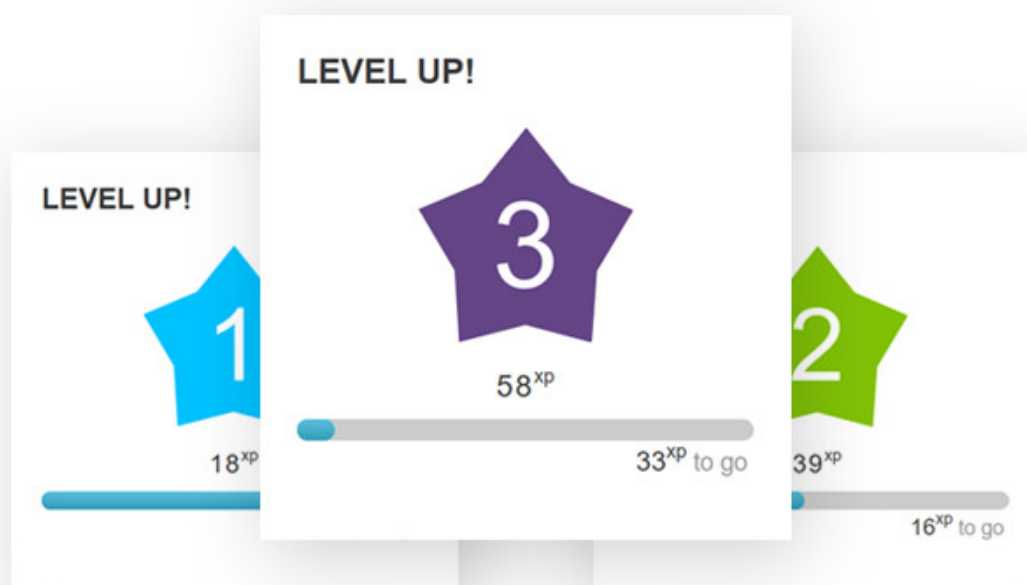 LEVEL UP!
3
58xp
33xp to go
LEVEL UP!
1
18xp
2
39xp
16xp to go